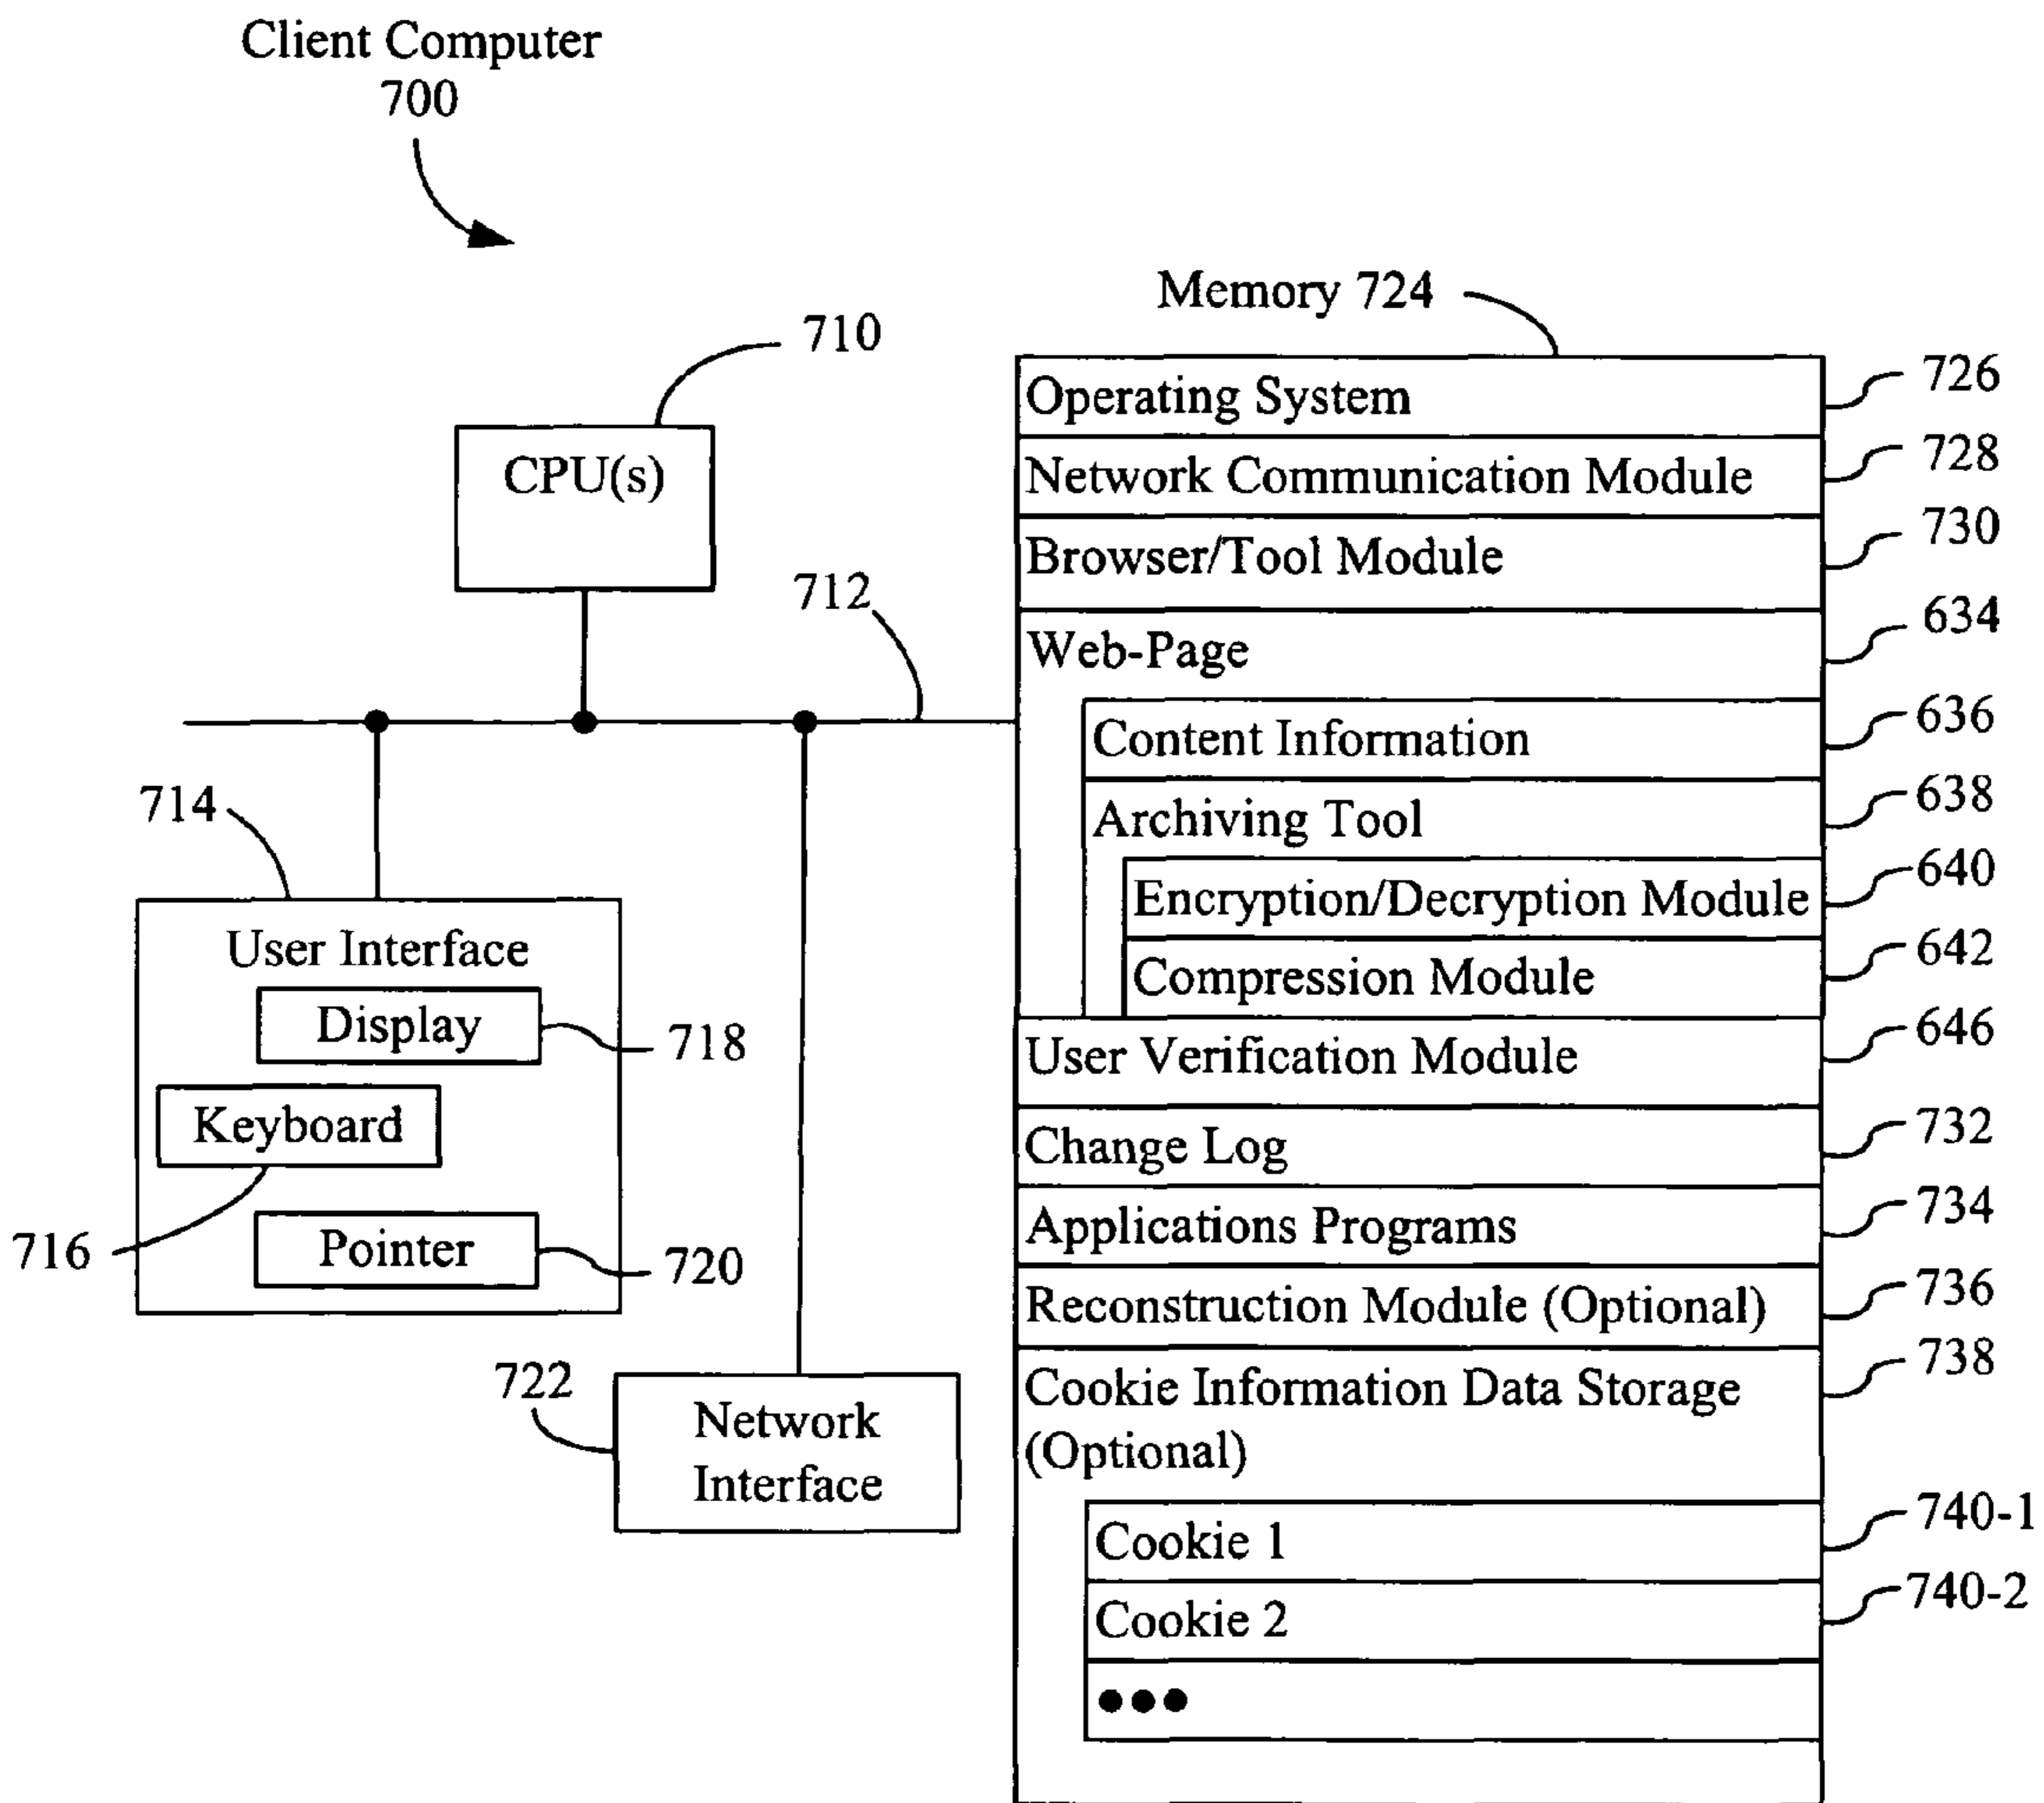 Client Computer
700
Memory 724
710
CPU(s)
712
714
User Interface
Display
718
Keyboard
716
Pointer
720
722
Network
Interface
Operating System
726
Network Communication Module
728
Browser/Tool Module
730
Web-Page
634
Content Information
636
Archiving Tool
638
Encryption/Decryption Module
640
Compression Module
642
User Verification Module
646
Change Log
732
Applications Programs
734
Reconstruction Module (Optional)
736
Cookie Information Data Storage
(Optional)
738
Cookie 1
740-1
Cookie 2
740-2